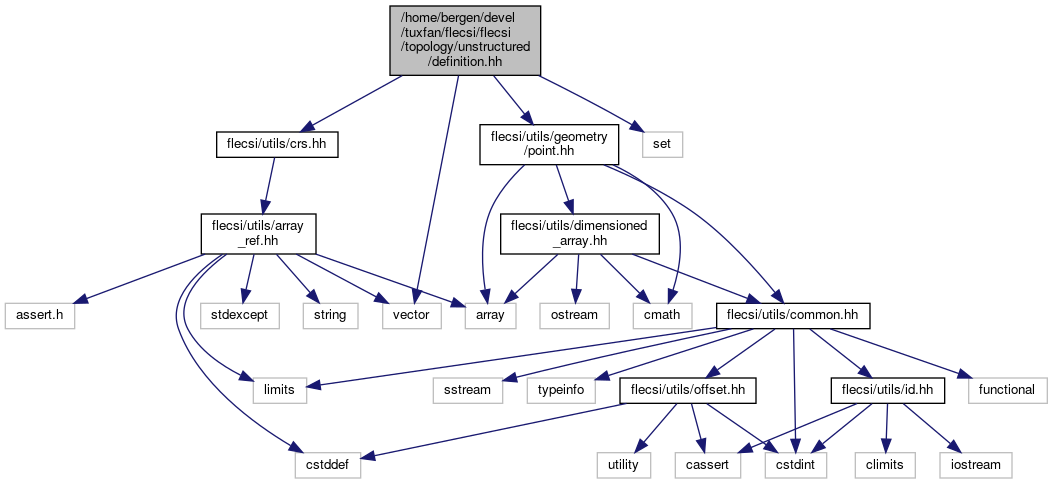 /home/bergen/devel
/tuxfan/flecsi/flecsi
/topology/unstructured
/definition.hh
flecsi/utils/crs.hh
flecsi/utils/geometry
/point.hh
set
flecsi/utils/array
_ref.hh
flecsi/utils/dimensioned
_array.hh
assert.h
stdexcept
string
vector
array
ostream
cmath
flecsi/utils/common.hh
limits
sstream
typeinfo
flecsi/utils/offset.hh
flecsi/utils/id.hh
functional
cstddef
utility
cassert
cstdint
climits
iostream